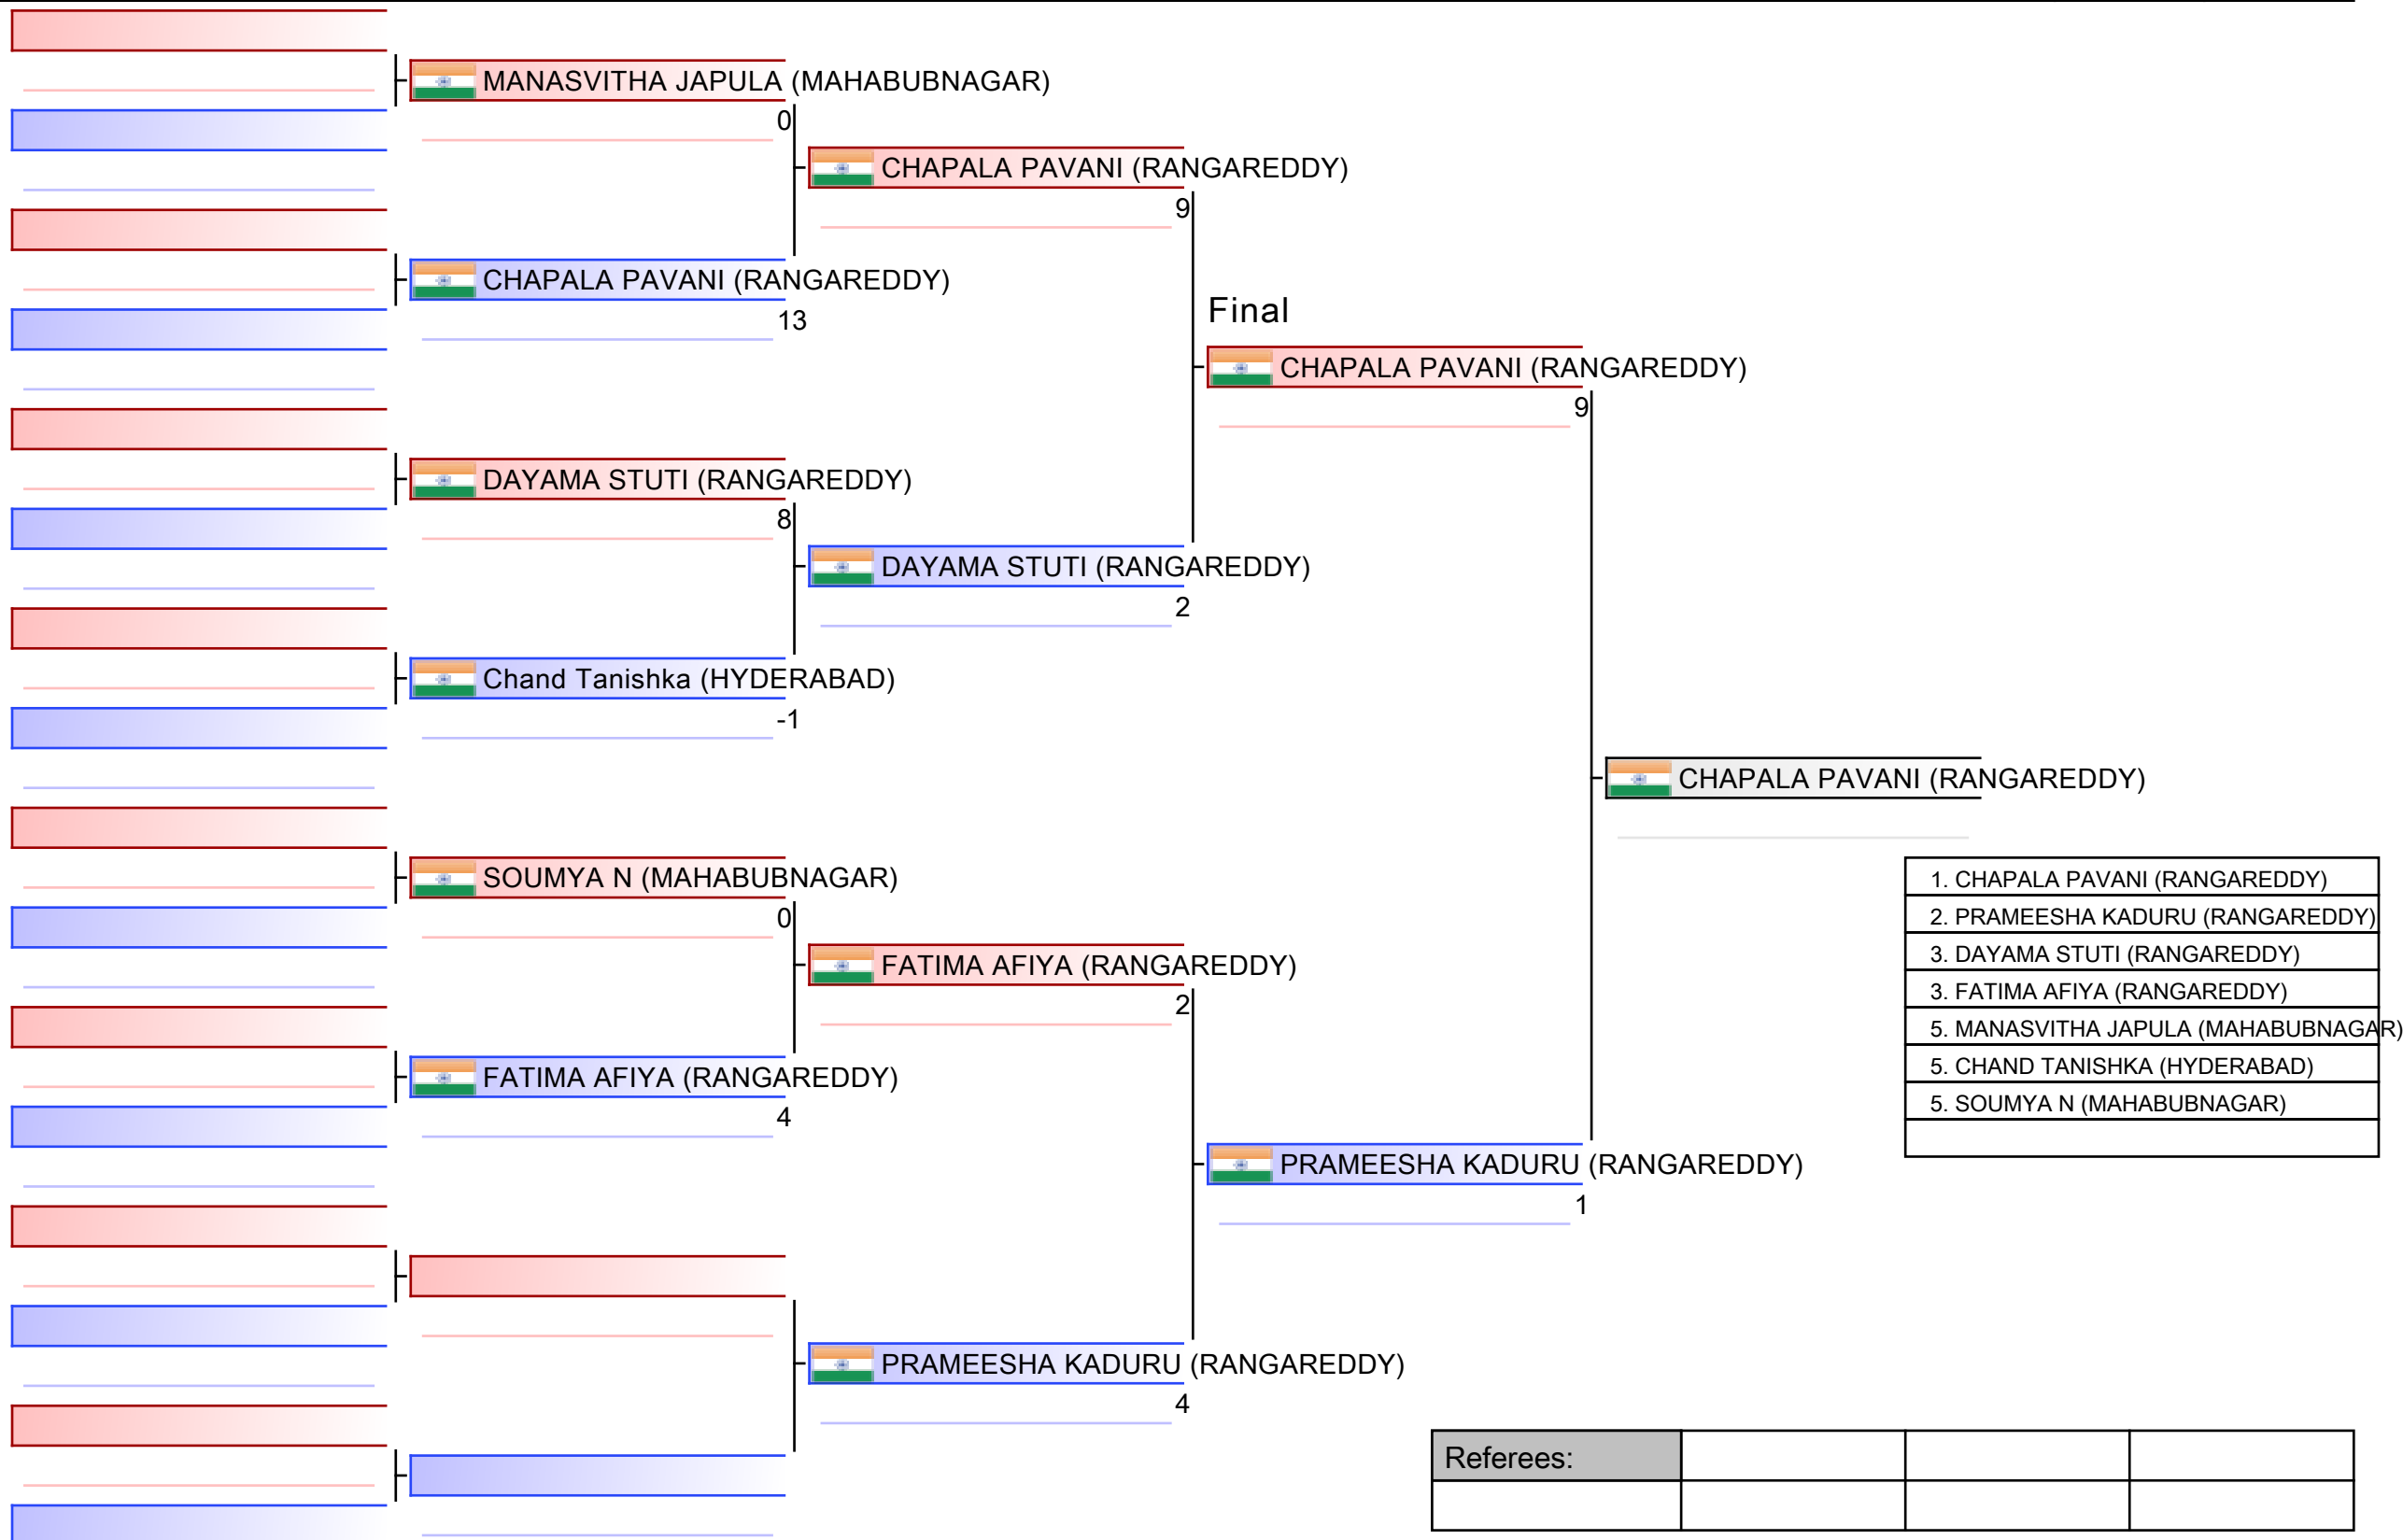 MANASVITHA JAPULA (MAHABUBNAGAR)
0
CHAPALA PAVANI (RANGAREDDY)
9
CHAPALA PAVANI (RANGAREDDY)
13
Final
CHAPALA PAVANI (RANGAREDDY)
9
DAYAMA STUTI (RANGAREDDY)
8
DAYAMA STUTI (RANGAREDDY)
2
Chand Tanishka (HYDERABAD)
-1
CHAPALA PAVANI (RANGAREDDY)
SOUMYA N (MAHABUBNAGAR)
0
FATIMA AFIYA (RANGAREDDY)
2
FATIMA AFIYA (RANGAREDDY)
4
PRAMEESHA KADURU (RANGAREDDY)
1
PRAMEESHA KADURU (RANGAREDDY)
4
1. CHAPALA PAVANI (RANGAREDDY)
2. PRAMEESHA KADURU (RANGAREDDY)
3. DAYAMA STUTI (RANGAREDDY)
3. FATIMA AFIYA (RANGAREDDY)
5. MANASVITHA JAPULA (MAHABUBNAGAR)
5. CHAND TANISHKA (HYDERABAD)
5. SOUMYA N (MAHABUBNAGAR)
Referees: